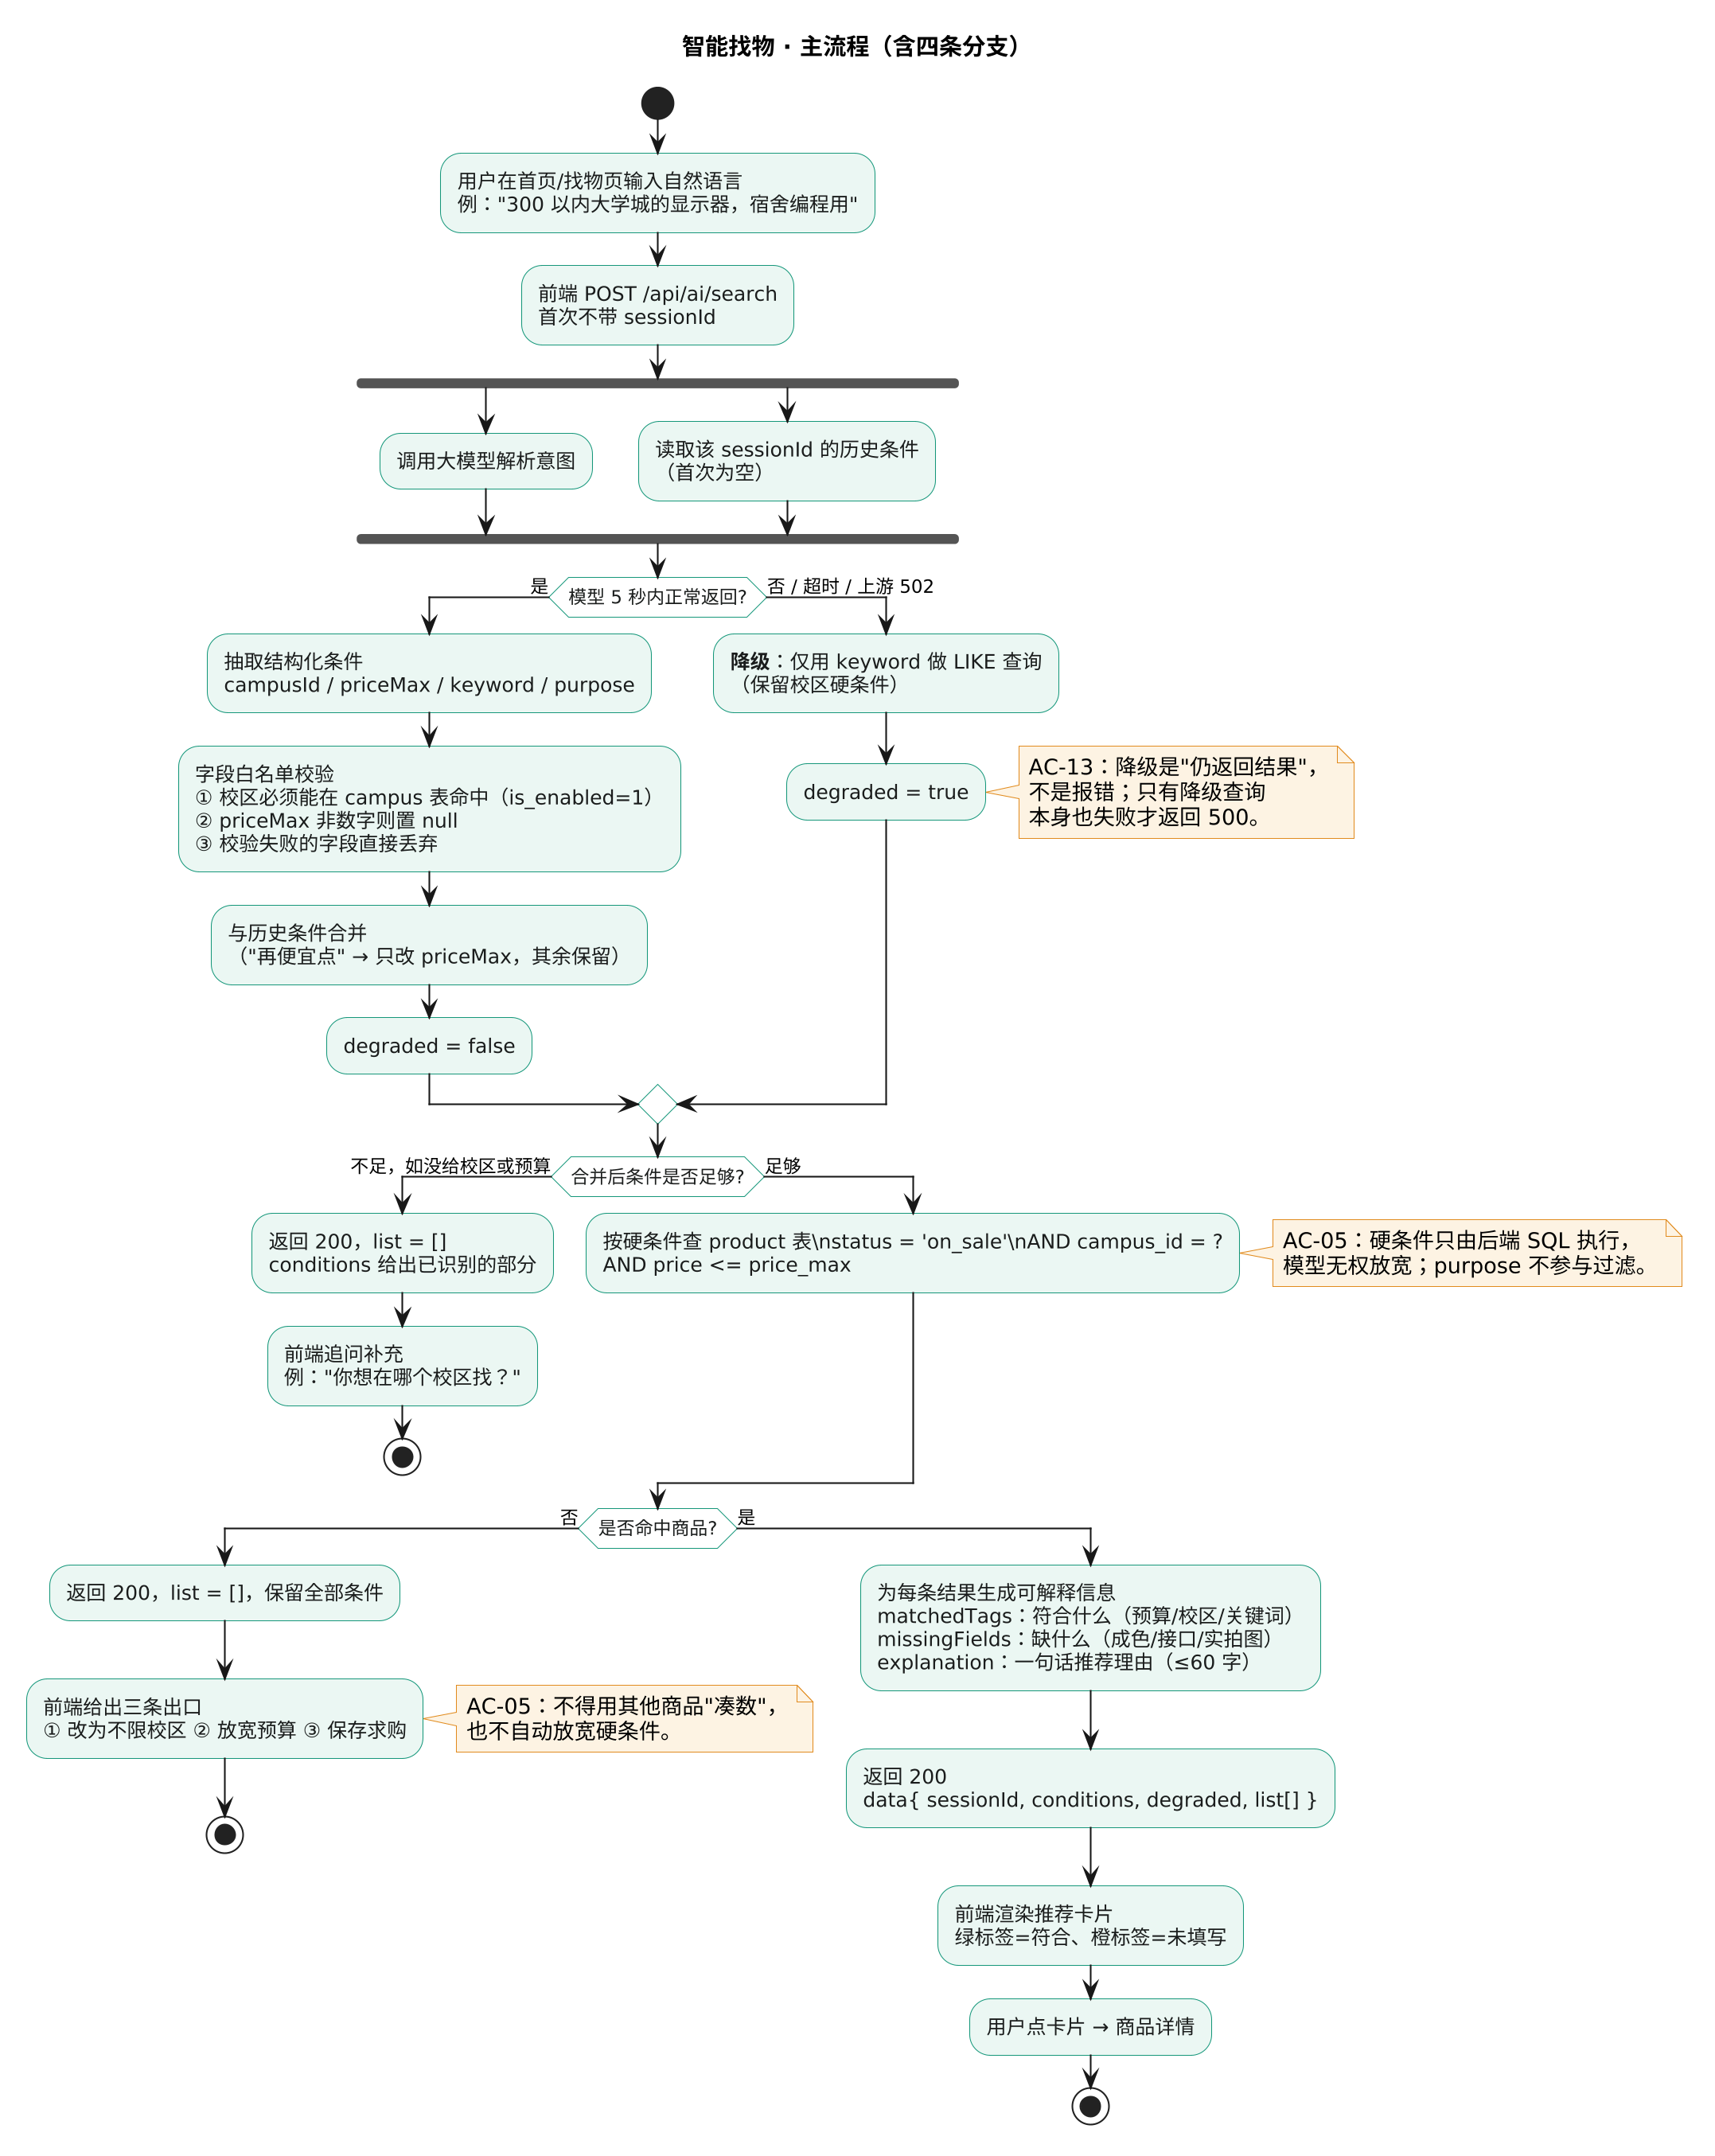 智能找物 · 主流程（含四条分支）
用户在首页/找物页输入自然语言
例："300 以内大学城的显示器，宿舍编程用"
前端 POST /api/ai/search
首次不带 sessionId
调用大模型解析意图
读取该 sessionId 的历史条件
（首次为空）
是
模型 5 秒内正常返回?
否 / 超时 / 上游 502
抽取结构化条件
campusId / priceMax / keyword / purpose
降级：仅用 keyword 做 LIKE 查询
（保留校区硬条件）
字段白名单校验
① 校区必须能在 campus 表命中（is_enabled=1）
② priceMax 非数字则置 null
③ 校验失败的字段直接丢弃
degraded = true
AC-13：降级是"仍返回结果"，
不是报错；只有降级查询
本身也失败才返回 500。
与历史条件合并
（"再便宜点" → 只改 priceMax，其余保留）
degraded = false
不足，如没给校区或预算
合并后条件是否足够?
足够
返回 200，list = []
conditions 给出已识别的部分
按硬条件查 product 表\nstatus = 'on_sale'\nAND campus_id = ?
AND price <= price_max
AC-05：硬条件只由后端 SQL 执行，
模型无权放宽；purpose 不参与过滤。
前端追问补充
例："你想在哪个校区找？"
否
是否命中商品?
是
返回 200，list = []，保留全部条件
为每条结果生成可解释信息
matchedTags：符合什么（预算/校区/关键词）
missingFields：缺什么（成色/接口/实拍图）
explanation：一句话推荐理由（≤60 字）
前端给出三条出口
① 改为不限校区 ② 放宽预算 ③ 保存求购
AC-05：不得用其他商品"凑数"，
也不自动放宽硬条件。
返回 200
data{ sessionId, conditions, degraded, list[] }
前端渲染推荐卡片
绿标签=符合、橙标签=未填写
用户点卡片 → 商品详情